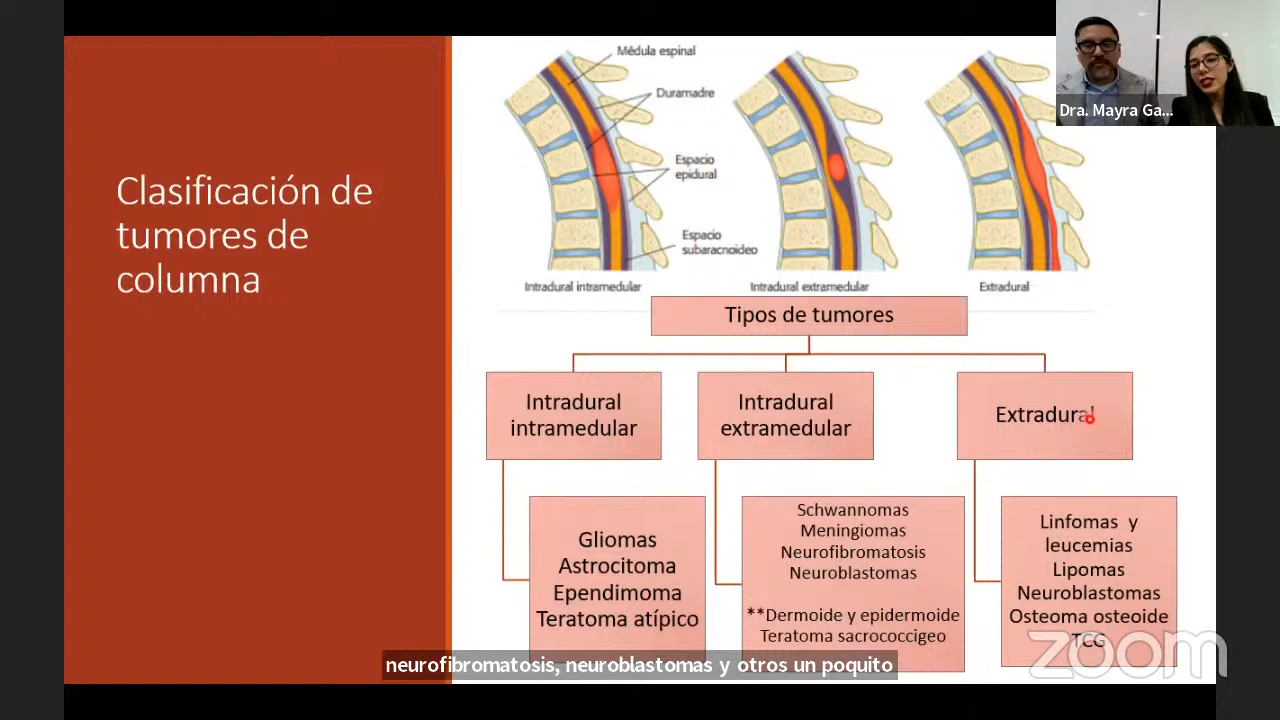 Dra. Mayra Ga...
Clasificación de
tumores de
columna
Médula espinal
Duramadre
Espacio
epidural
Espacio
subaracnoideo
Intradural intramedular
Intradural extramedular
Extradural
Tipos de tumores
Intradural
intramedular
Intradural
extramedular
Extradural
Gliomas
Astrocitoma
Ependimoma
Teratoma atípico
Schwannomas
Meningiomas
Neurofibromatosis
Neuroblastomas
**Dermoide y epidermoide
Teratoma sacrococcigeo
Linfomas y
leucemias
Lipomas
Neuroblastomas
Osteoma osteoide
TCG
zoom
neurofibromatosis, neuroblastomas y otros un poquito